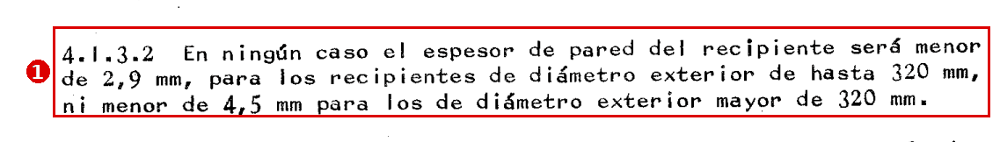 1
4.1.3.2 En ningún caso el espesor de pared del recipiente será menor
de 2,9 mm, para los recipientes de diámetro exterior de hasta 320 mm,
ni menor de 4,5 mm para los de diámetro exterior mayor de 320 mm.